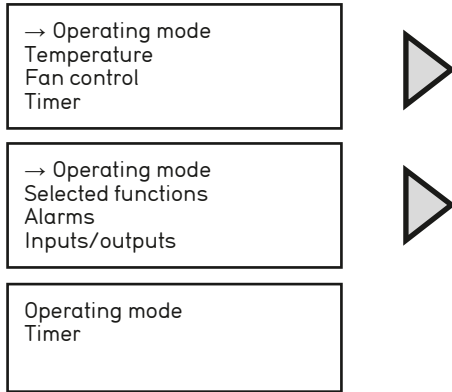 → Operating mode
Temperature
Fan control
Timer
→ Operating mode
Selected functions
Alarms
Inputs/outputs
Operating mode
Timer